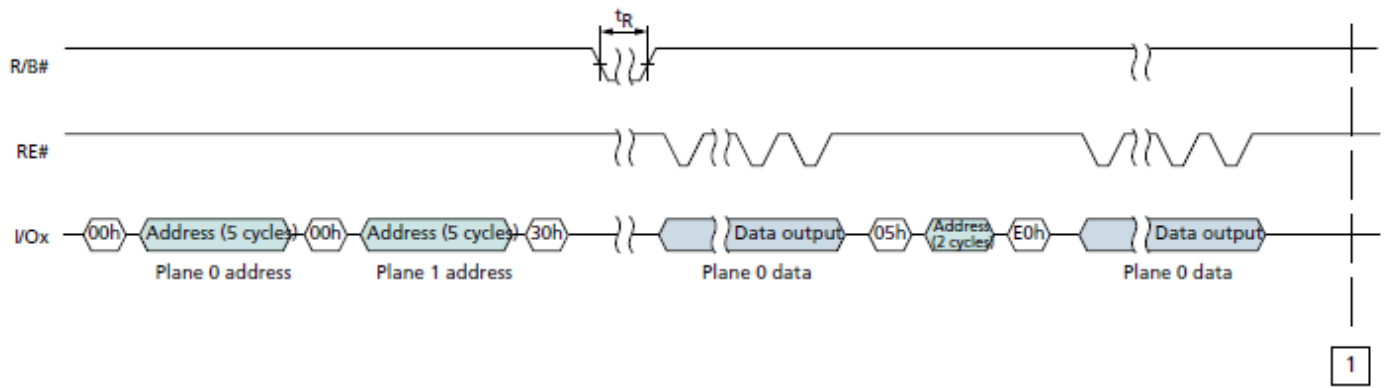 tR
R/B#
RE#
I/Ox 00h Address (5 cycles) 00h Address (5 cycles) 30h Data output 05h Address (2 cycles) E0h Data output
Plane 0 address Plane 1 address Plane 0 data Plane 0 data
1